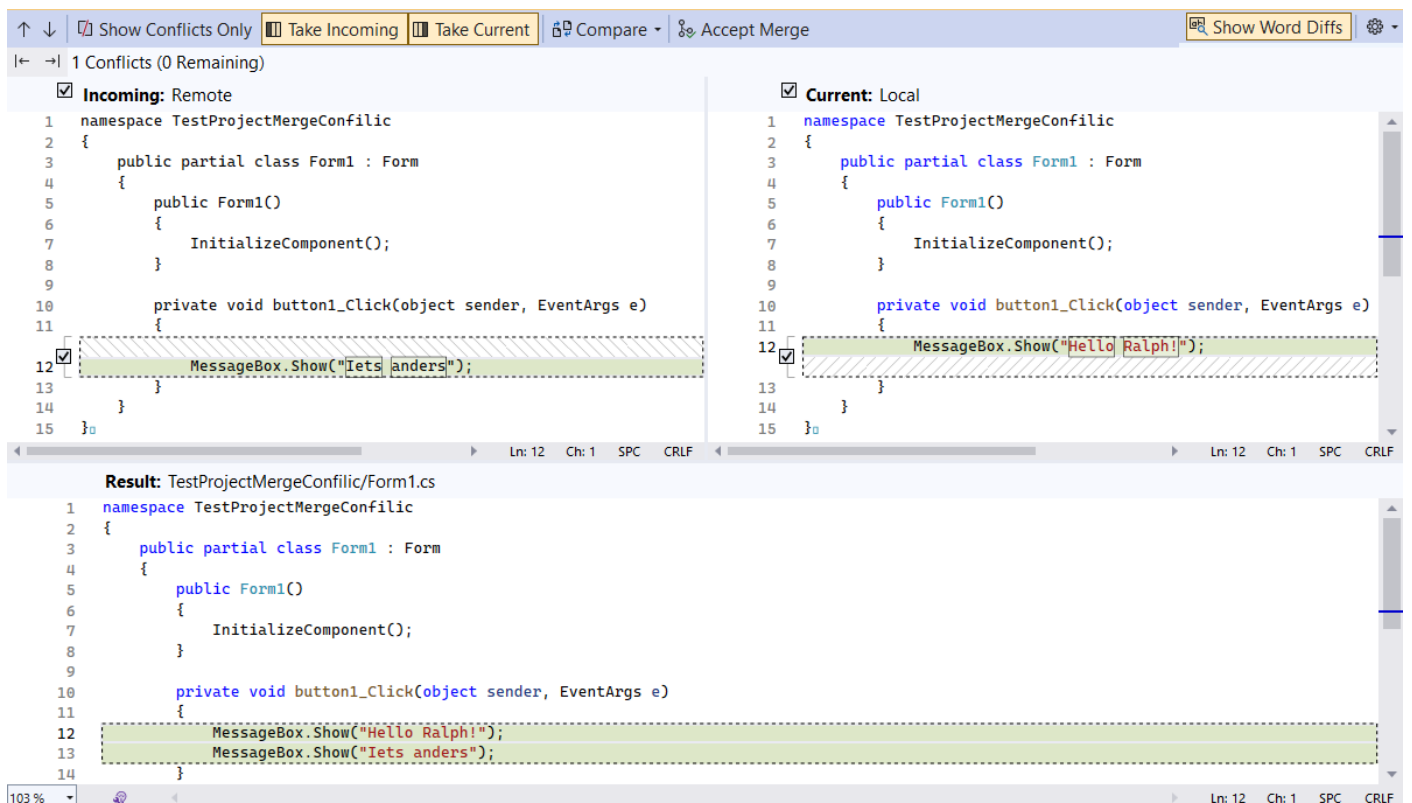 Show Conflicts Only Take Incoming Take Current Compare Accept Merge Show Word Diffs
1 Conflicts (0 Remaining)
Incoming: Remote
1 namespace TestProjectMergeConfilic
2 {
3 public partial class Form1 : Form
4 {
5 public Form1()
6 {
7 InitializeComponent();
8 }
9
10 private void button1_Click(object sender, EventArgs e)
11 {
12 MessageBox.Show("Iets anders");
13 }
14 }
15 }
Ln: 12 Ch: 1 SPC CRLF
Current: Local
1 namespace TestProjectMergeConfilic
2 {
3 public partial class Form1 : Form
4 {
5 public Form1()
6 {
7 InitializeComponent();
8 }
9
10 private void button1_Click(object sender, EventArgs e)
11 {
12 MessageBox.Show("Hello Ralph!");
13 }
14 }
15 }
Ln: 12 Ch: 1 SPC CRLF
Result: TestProjectMergeConfilic/Form1.cs
1 namespace TestProjectMergeConfilic
2 {
3 public partial class Form1 : Form
4 {
5 public Form1()
6 {
7 InitializeComponent();
8 }
9
10 private void button1_Click(object sender, EventArgs e)
11 {
12 MessageBox.Show("Hello Ralph!");
13 MessageBox.Show("Iets anders");
14 }
103 % Ln: 12 Ch: 1 SPC CRLF